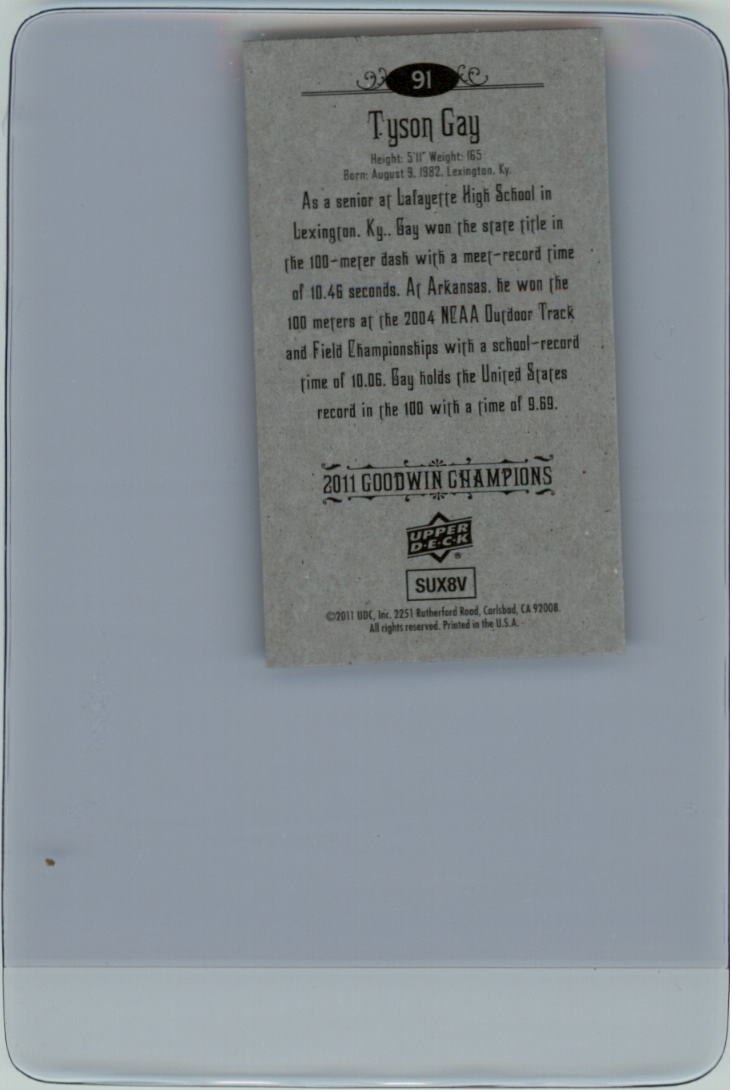 91
Tyson Gay
Height: 5'11" Weight: 165
Born: August 9, 1982, Lexington, Ky.
As a senior at Lafayette High School in
Lexington, Ky., Gay won the state title in
the 100-meter dash with a meet-record time
of 10.46 seconds. At Arkansas, he won the
100 meters at the 2004 NCAA Outdoor Track
and Field Championships with a school-record
time of 10.06. Gay holds the United States
record in the 100 with a time of 9.69.
2011 GOODWIN CHAMPIONS
UPPER
D·E·C·K
®
SUX8V
©2011 UDC, Inc. 2251 Rutherford Road, Carlsbad, CA 92008.
All rights reserved. Printed in the U.S.A.